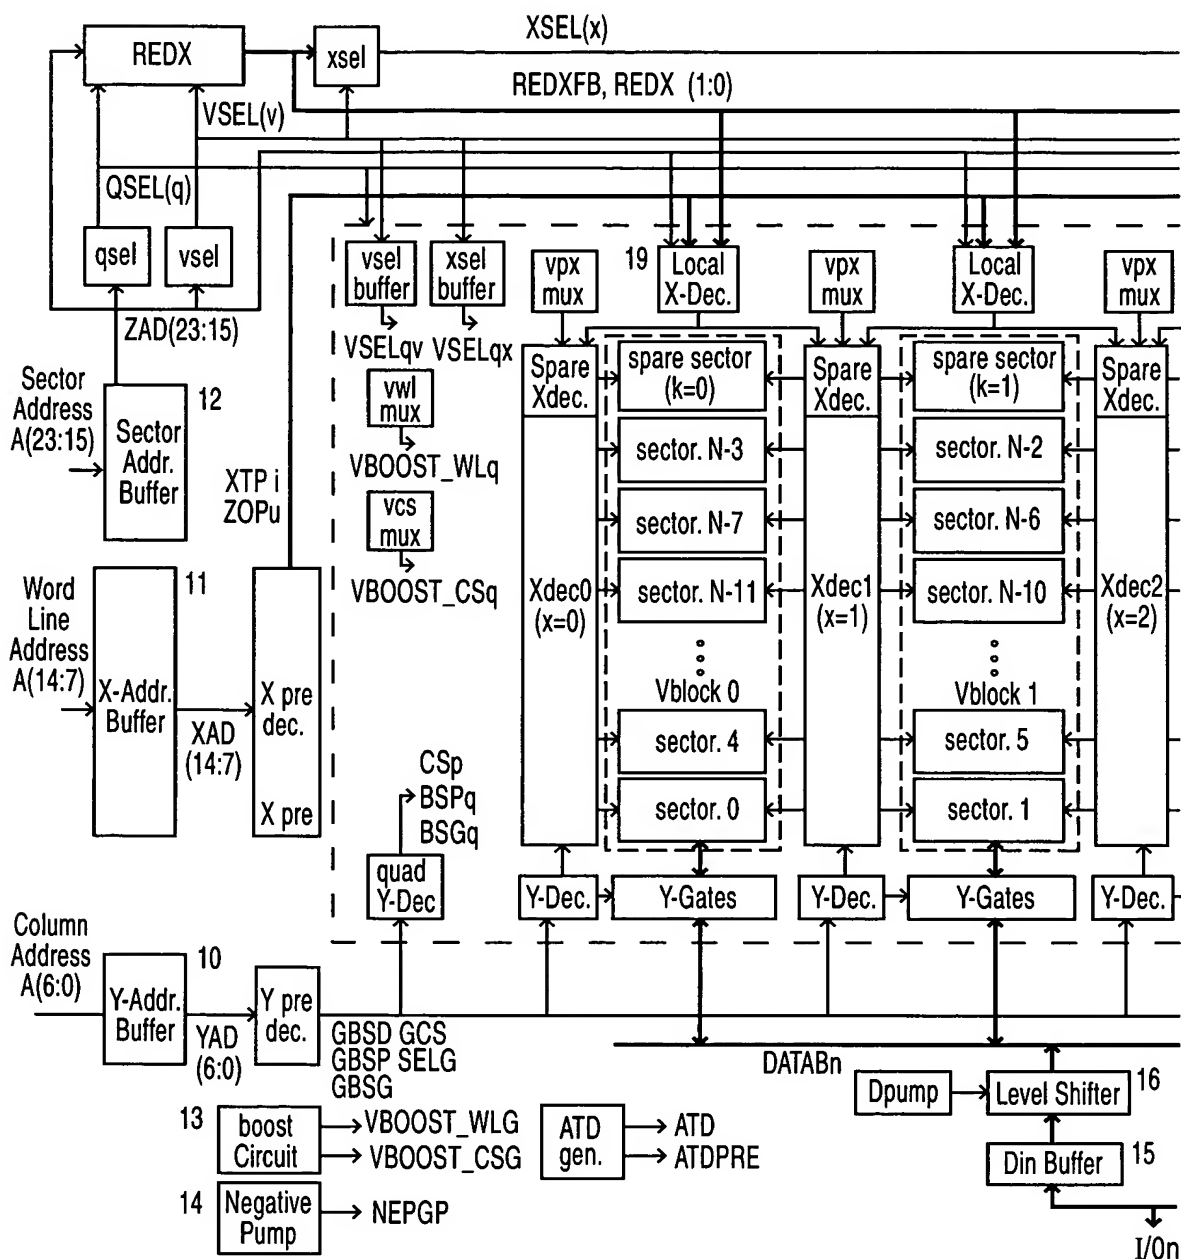 XSEL(x)
REDX
xsel
REDXFB, REDX (1:0)
VSEL(v)
QSEL(q)
qsel
vsel
ZAD(23:15)
vsel
buffer
xsel
buffer
vpx
mux
19
Local
X-Dec.
vpx
mux
Local
X-Dec.
vpx
mux
VSELqv
VSELqx
Sector
Address
A(23:15)
12
Sector
Addr.
Buffer
vwl
mux
VBOOST_WLq
vcs
mux
VBOOST_CSq
XTP i
ZOPu
Spare
Xdec.
spare sector
(k=0)
Spare
Xdec.
spare sector
(k=1)
Spare
Xdec.
sector. N-3
sector. N-2
sector. N-7
sector. N-6
Xdec0
(x=0)
sector. N-11
Xdec1
(x=1)
sector. N-10
Xdec2
(x=2)
Vblock 0
Vblock 1
sector. 4
sector. 5
sector. 0
sector. 1
Word
Line
Address
A(14:7)
11
X-Addr.
Buffer
XAD
(14:7)
X pre
dec.
X pre
CSp
BSPq
BSGq
quad
Y-Dec
Y-Dec.
Y-Gates
Y-Dec.
Y-Gates
Y-Dec.
Column
Address
A(6:0)
10
Y-Addr.
Buffer
YAD
(6:0)
Y pre
dec.
GBSD GCS
GBSP SELG
GBSG
DATABn
Dpump
Level Shifter
16
Din Buffer
15
I/0n
13
boost
Circuit
VBOOST_WLG
VBOOST_CSG
ATD
gen.
ATD
ATDPRE
14
Negative
Pump
NEPGP